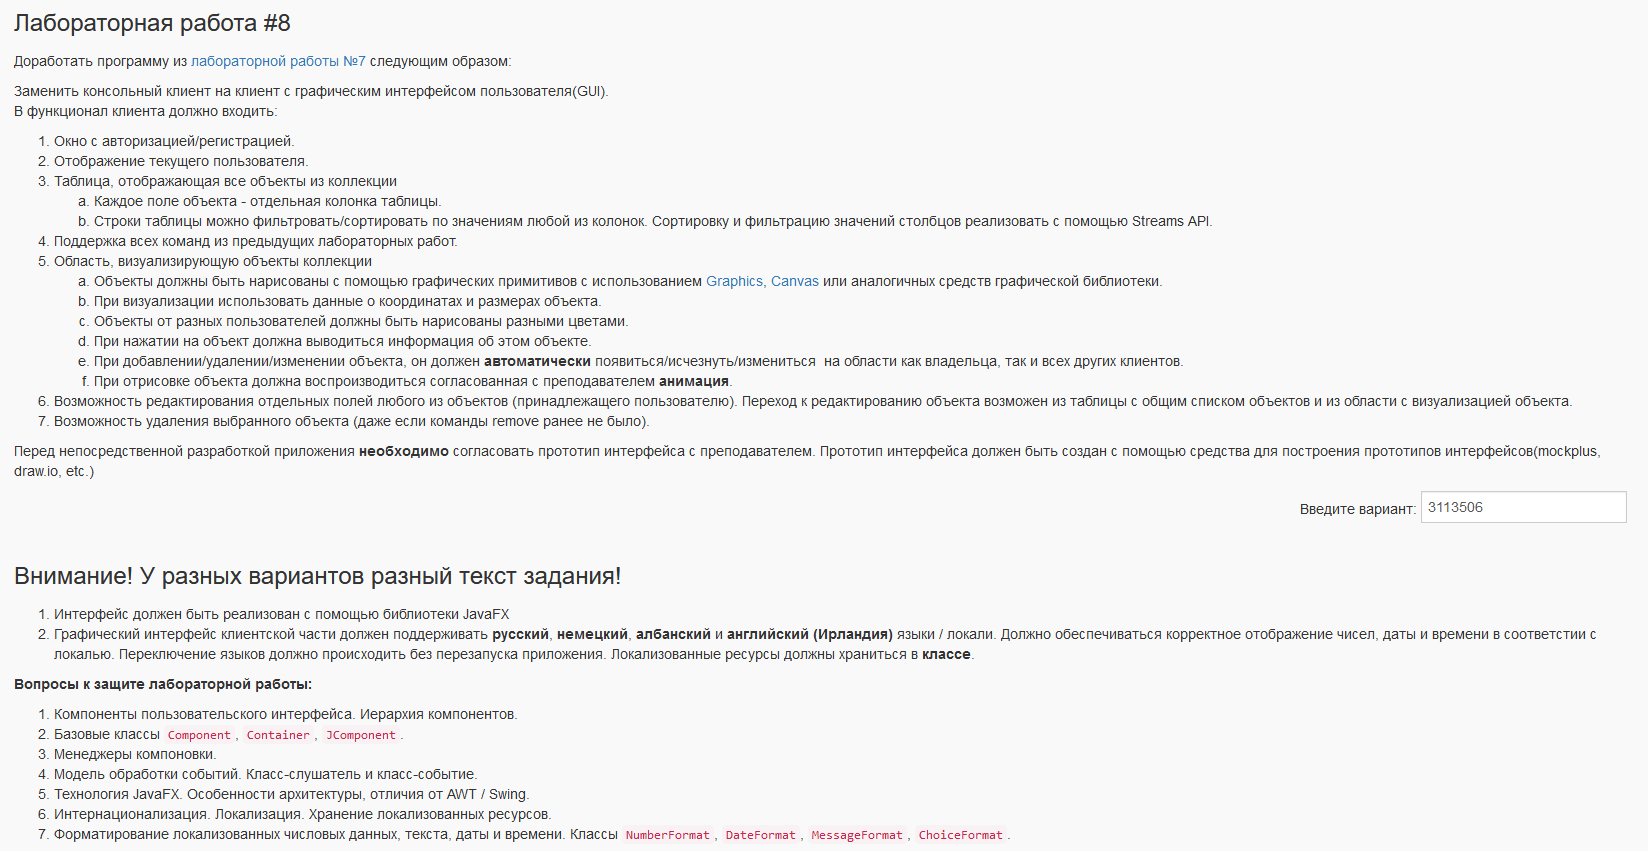 Лабораторная работа #8
Доработать программу из лабораторной работы №7 следующим образом:
Заменить консольный клиент на клиент с графическим интерфейсом пользователя(GUI).
В функционал клиента должно входить:
1. Окно с авторизацией/регистрацией.
2. Отображение текущего пользователя.
3. Таблица, отображающая все объекты из коллекции
a. Каждое поле объекта - отдельная колонка таблицы.
b. Строки таблицы можно фильтровать/сортировать по значениям любой из колонок. Сортировку и фильтрацию значений столбцов реализовать с помощью Streams API.
4. Поддержка всех команд из предыдущих лабораторных работ.
5. Область, визуализирующую объекты коллекции
a. Объекты должны быть нарисованы с помощью графических примитивов с использованием Graphics, Canvas или аналогичных средств графической библиотеки.
b. При визуализации использовать данные о координатах и размерах объекта.
c. Объекты от разных пользователей должны быть нарисованы разными цветами.
d. При нажатии на объект должна выводиться информация об этом объекте.
e. При добавлении/удалении/изменении объекта, он должен автоматически появиться/исчезнуть/измениться  на области как владельца, так и всех других клиентов.
f. При отрисовке объекта должна воспроизводиться согласованная с преподавателем анимация.
6. Возможность редактирования отдельных полей любого из объектов (принадлежащего пользователю). Переход к редактированию объекта возможен из таблицы с общим списком объектов и из области с визуализацией объекта.
7. Возможность удаления выбранного объекта (даже если команды remove ранее не было).
Перед непосредственной разработкой приложения необходимо согласовать прототип интерфейса с преподавателем. Прототип интерфейса должен быть создан с помощью средства для построения прототипов интерфейсов(mockplus,
draw.io, etc.)
Введите вариант: 3113506
Внимание! У разных вариантов разный текст задания!
1. Интерфейс должен быть реализован с помощью библиотеки JavaFX
2. Графический интерфейс клиентской части должен поддерживать русский, немецкий, албанский и английский (Ирландия) языки / локали. Должно обеспечиваться корректное отображение чисел, даты и времени в соответстии с
локалью. Переключение языков должно происходить без перезапуска приложения. Локализованные ресурсы должны храниться в классе.
Вопросы к защите лабораторной работы:
1. Компоненты пользовательского интерфейса. Иерархия компонентов.
2. Базовые классы Component, Container, JComponent.
3. Менеджеры компоновки.
4. Модель обработки событий. Класс-слушатель и класс-событие.
5. Технология JavaFX. Особенности архитектуры, отличия от AWT / Swing.
6. Интернационализация. Локализация. Хранение локализованных ресурсов.
7. Форматирование локализованных числовых данных, текста, даты и времени. Классы NumberFormat, DateFormat, MessageFormat, ChoiceFormat.